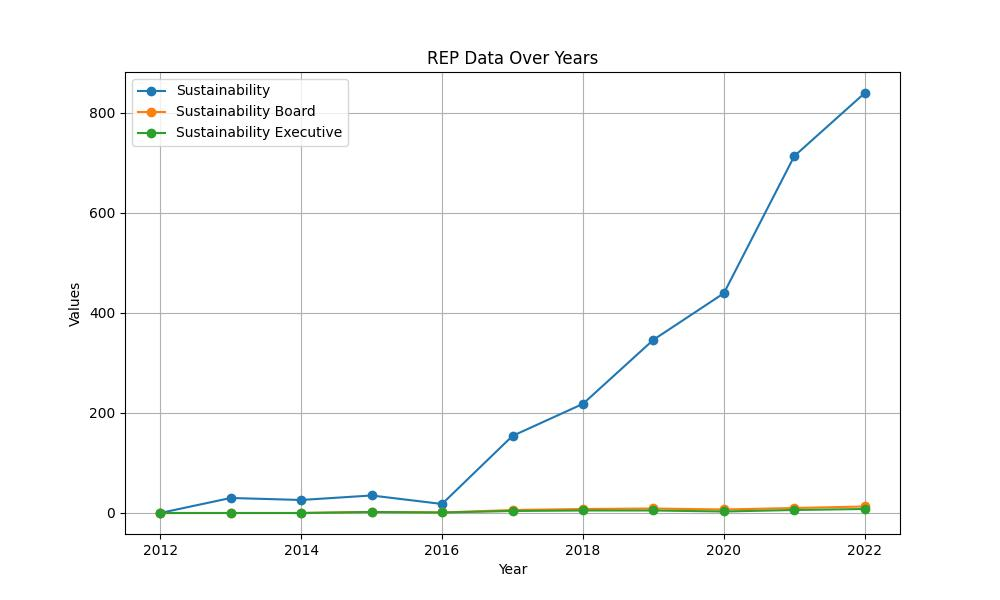 REP Data Over Years
Sustainability
Sustainability Board
Sustainability Executive
800
600
400
200
0
Values
2012 2014 2016 2018 2020 2022
Year